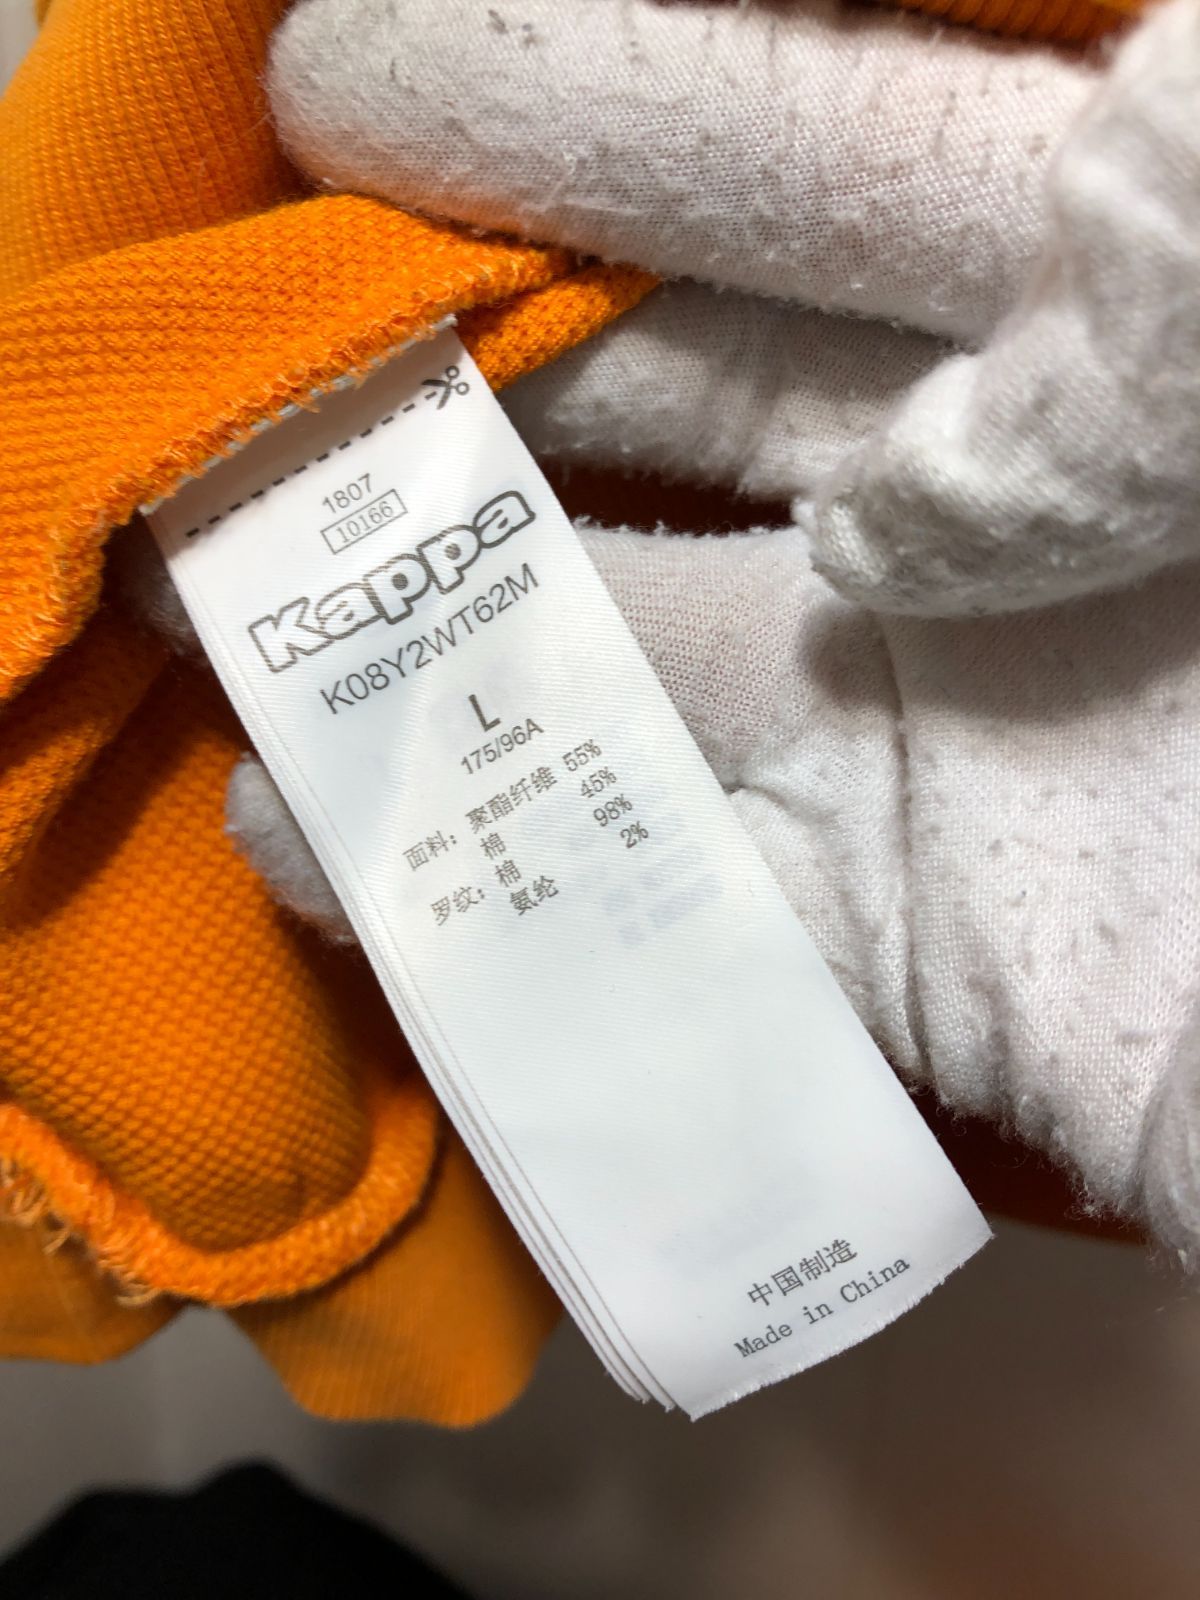 1807
10166
Kappa
K08Y2WT62M
L
175/96A
面料: 聚酯纤维 55%
棉 45%
罗纹: 棉 98%
氨纶 2%
中国制造
Made in China